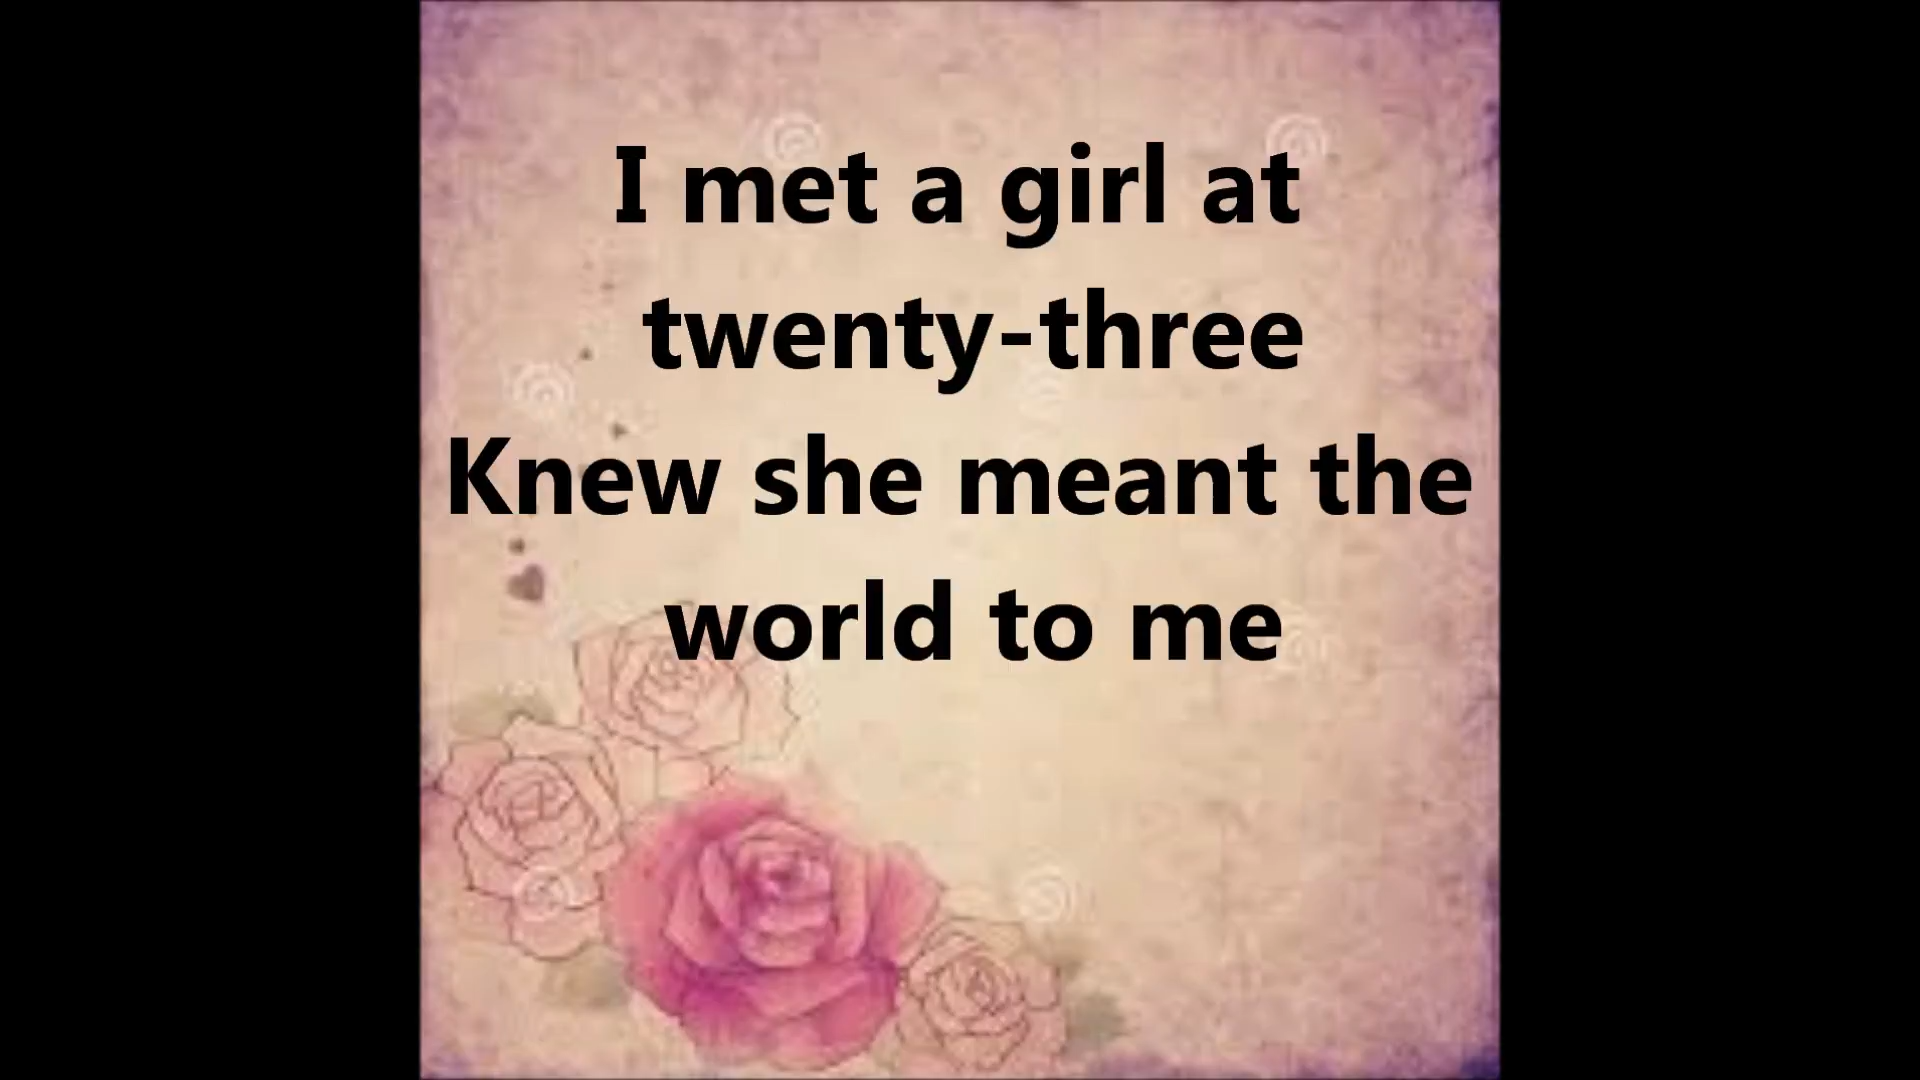 I met a girl at
twenty-three
Knew she meant the
world to me